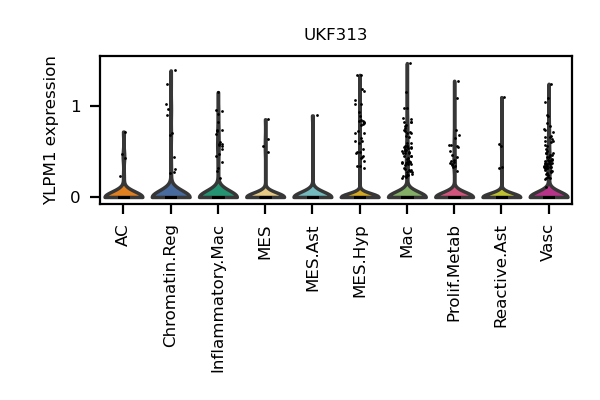 UKF313
YLPM1 expression
1
0
AC
Chromatin.Reg
Inflammatory.Mac
MES
MES.Ast
MES.Hyp
Mac
Prolif.Metab
Reactive.Ast
Vasc